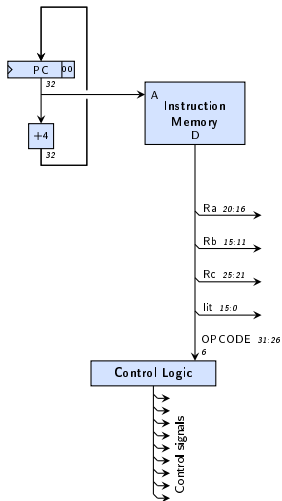 PC 00
32
A
Instruction
Memory
D
+4
32
Ra 20:16
Rb 15:11
Rc 25:21
lit 15:0
OPCODE 31:26
6
Control Logic
Control signals